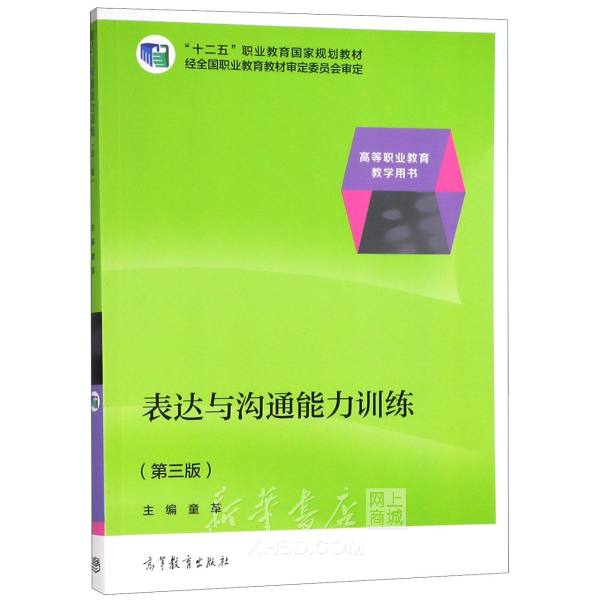 “十二五”职业教育国家规划教材
经全国职业教育教材审定委员会审定
高等职业教育
教学用书
表达与沟通能力训练
（第三版）
主编 童革
新华书店
网上
商城
XHSD.COM
高等教育出版社